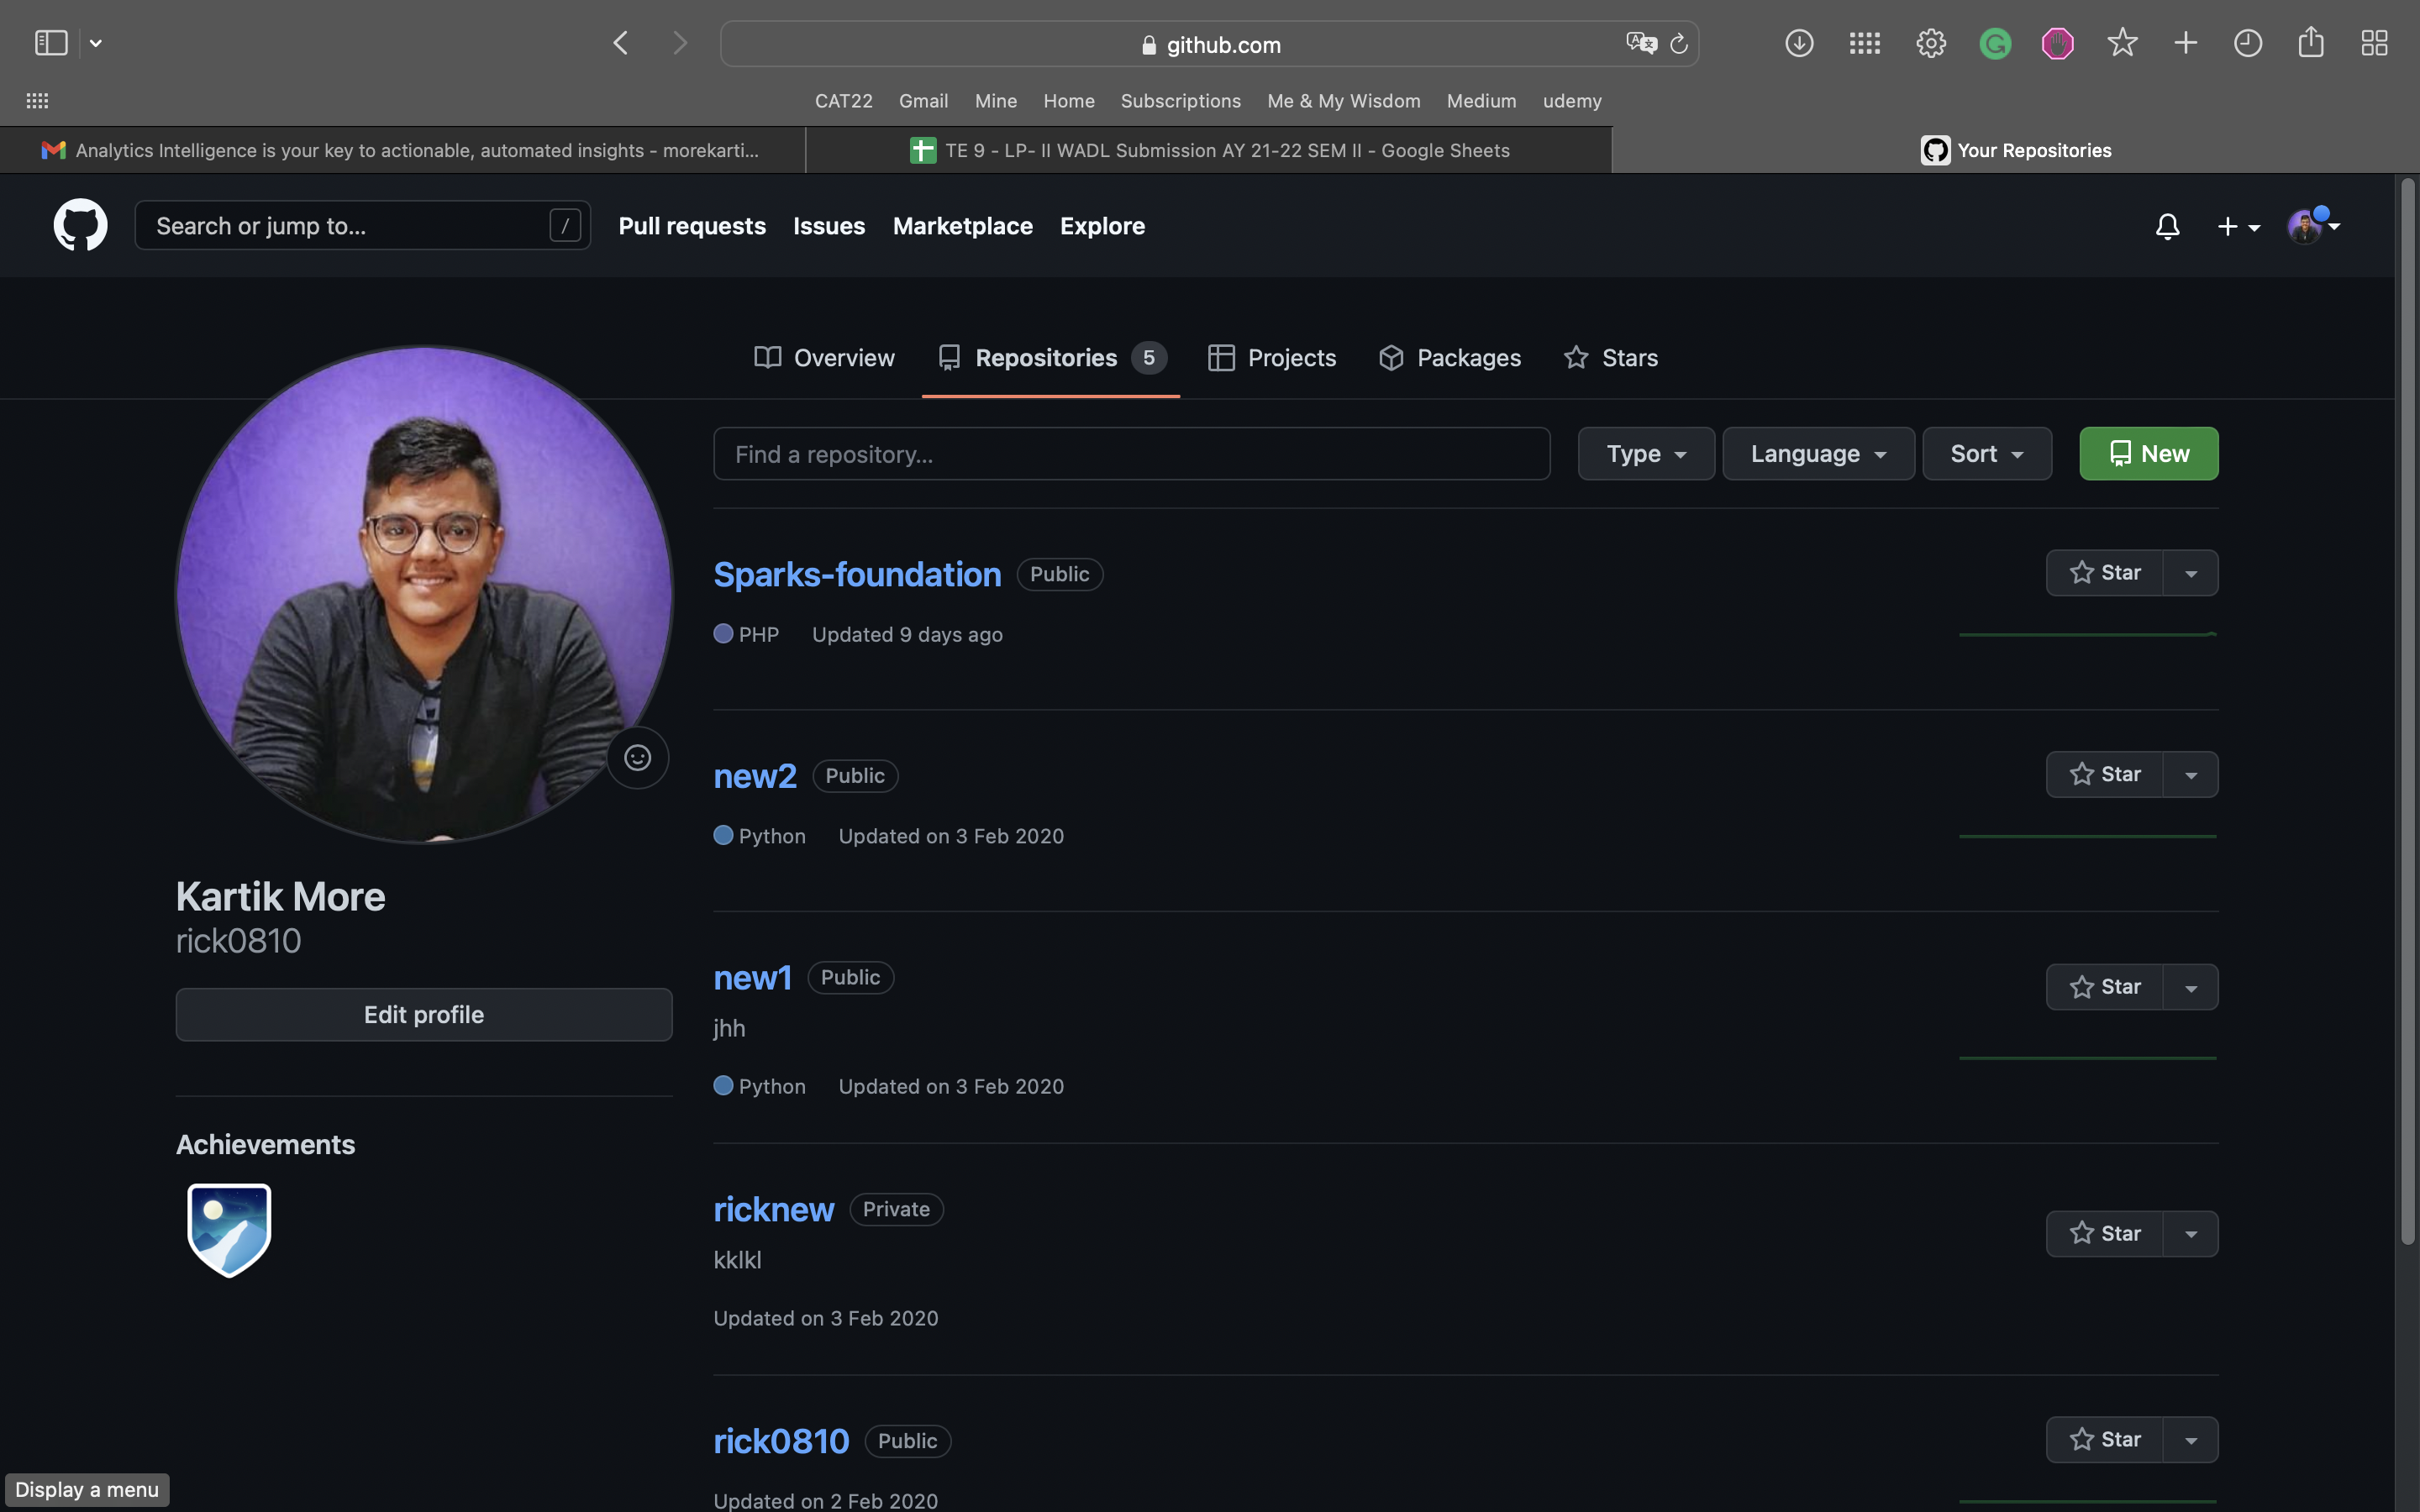 github.com
CAT22 Gmail Mine Home Subscriptions Me & My Wisdom Medium udemy
Analytics Intelligence is your key to actionable, automated insights - morekarti...
TE 9 - LP- II WADL Submission AY 21-22 SEM II - Google Sheets
Your Repositories
Search or jump to... /
Pull requests Issues Marketplace Explore
Overview Repositories 5 Projects Packages Stars
Find a repository... Type Language Sort New
Sparks-foundation Public Star
PHP Updated 9 days ago
new2 Public Star
Python Updated on 3 Feb 2020
Kartik More
rick0810
Edit profile
Achievements
new1 Public Star
jhh
Python Updated on 3 Feb 2020
ricknew Private Star
kklkl
Updated on 3 Feb 2020
rick0810 Public Star
Updated on 2 Feb 2020
Display a menu